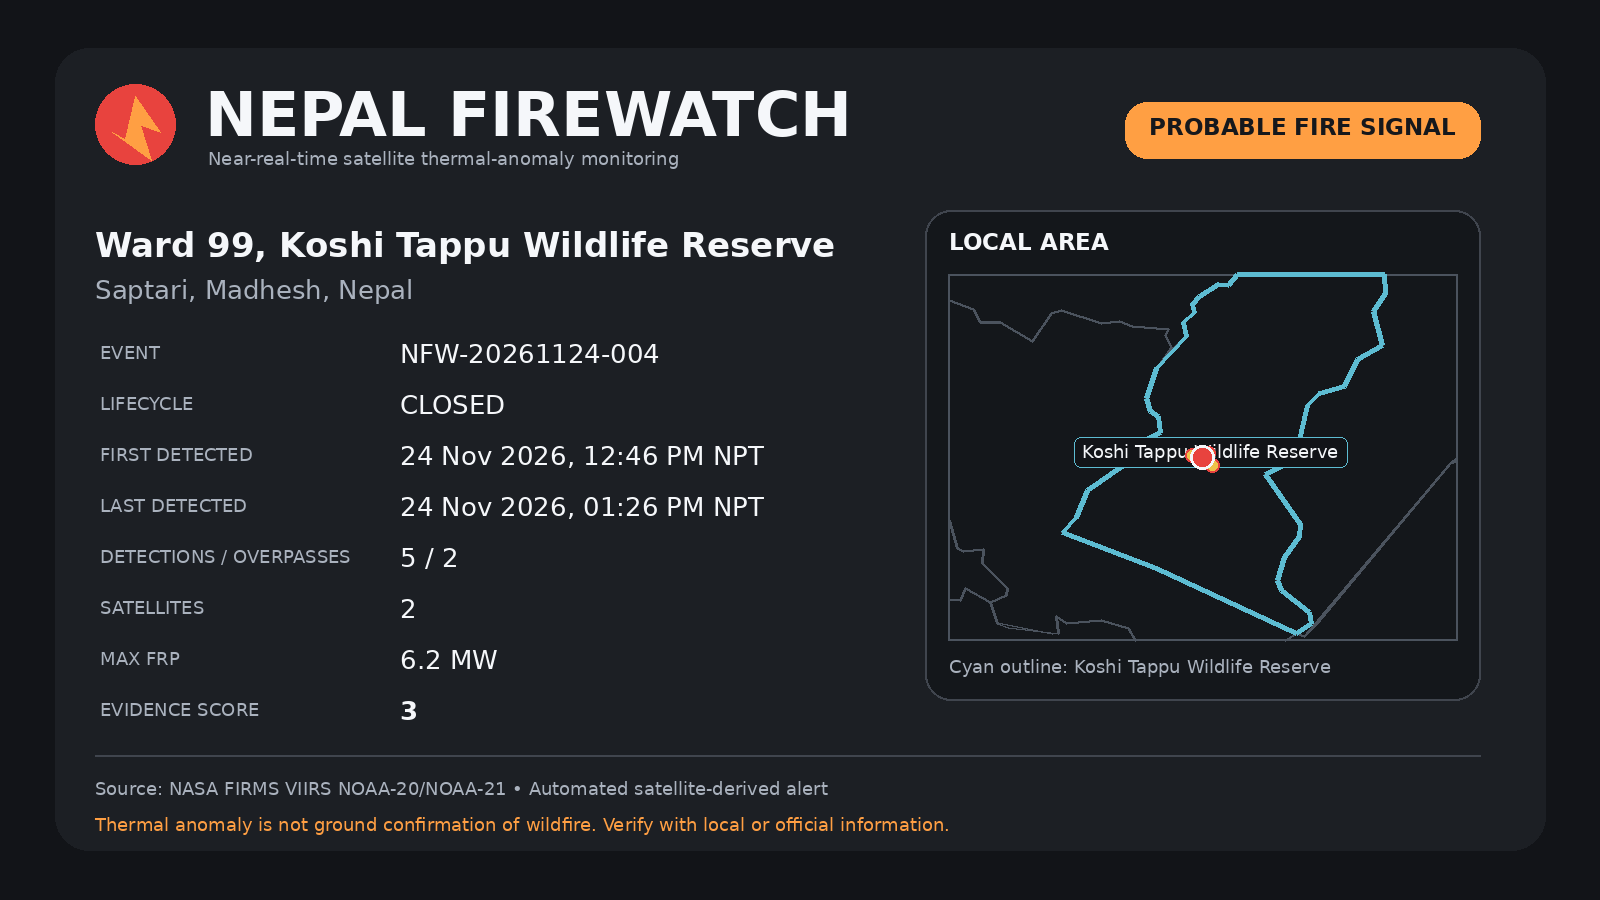 NEPAL FIREWATCH
Near-real-time satellite thermal-anomaly monitoring
PROBABLE FIRE SIGNAL
Ward 99, Koshi Tappu Wildlife Reserve
Saptari, Madhesh, Nepal
EVENT NFW-20261124-004
LIFECYCLE CLOSED
FIRST DETECTED 24 Nov 2026, 12:46 PM NPT
LAST DETECTED 24 Nov 2026, 01:26 PM NPT
DETECTIONS / OVERPASSES 5 / 2
SATELLITES 2
MAX FRP 6.2 MW
EVIDENCE SCORE 3
LOCAL AREA
Koshi Tappu Wildlife Reserve
Cyan outline: Koshi Tappu Wildlife Reserve
Source: NASA FIRMS VIIRS NOAA-20/NOAA-21 • Automated satellite-derived alert
Thermal anomaly is not ground confirmation of wildfire. Verify with local or official information.